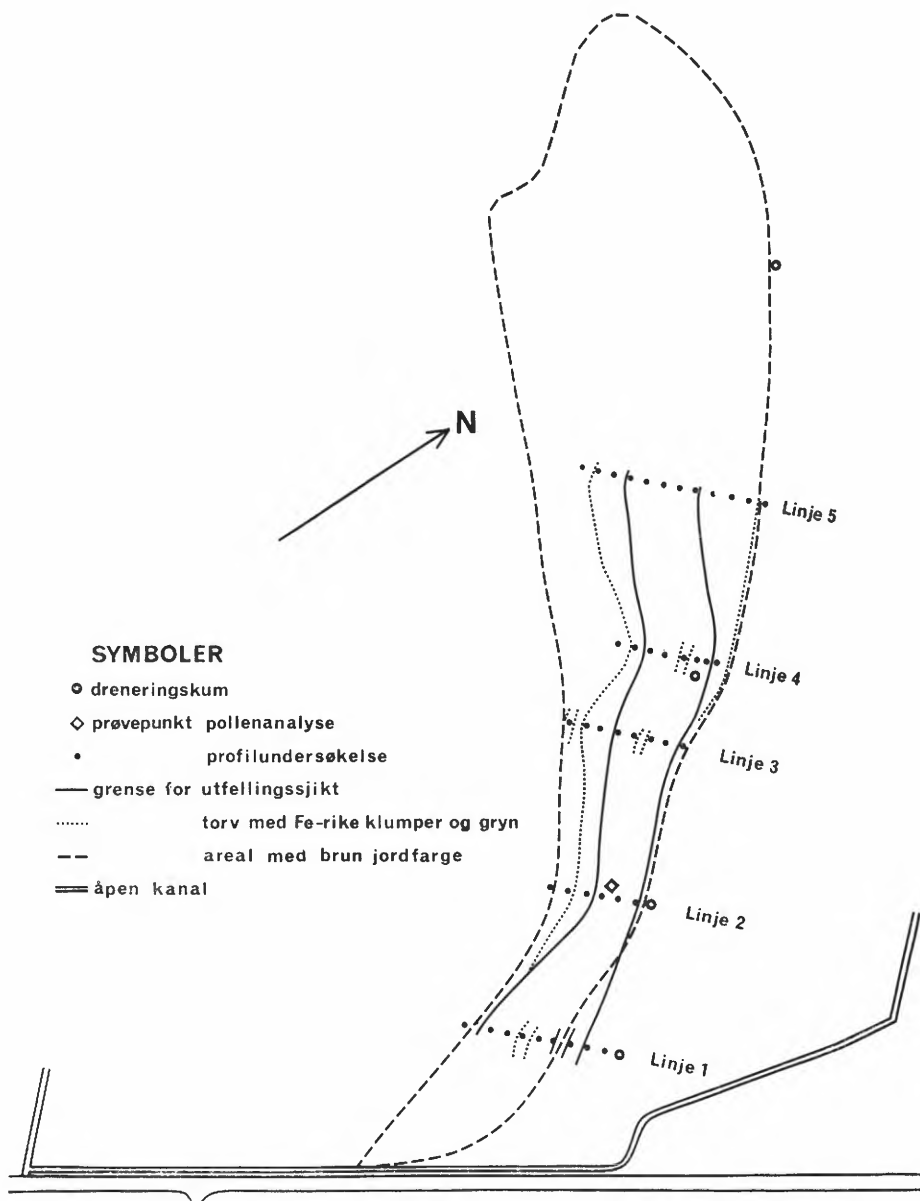 N
Linje 5
Linje 4
Linje 3
Linje 2
Linje 1
SYMBOLER
dreneringskum
prøvepunkt pollenanalyse
profilundersøkelse
grense for utfellingssjikt
torv med Fe-rike klumper og gryn
areal med brun jordfarge
åpen kanal